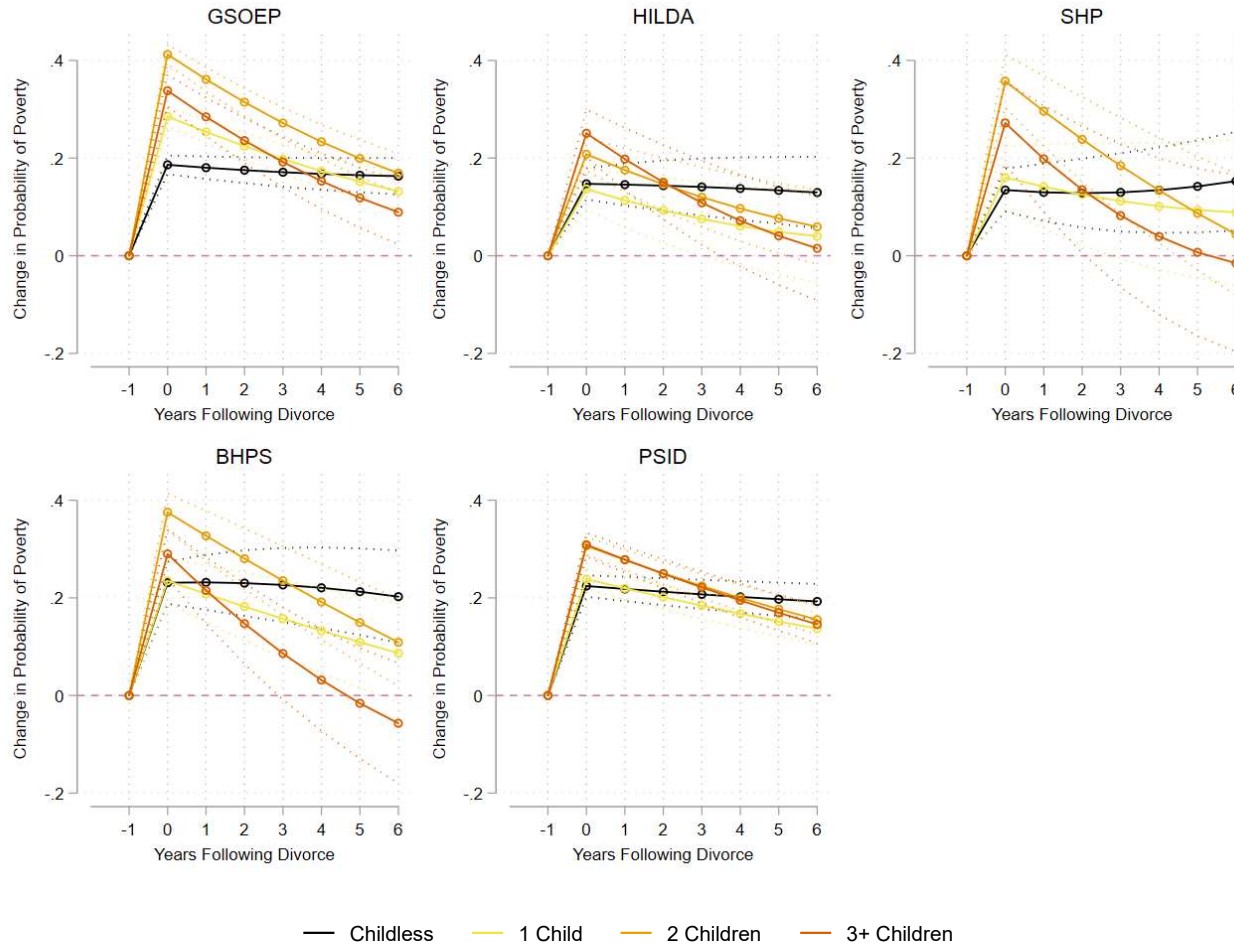 GSOEP
HILDA
SHP
Change in Probability of Poverty
.4
.2
0
-.2
-1 0 1 2 3 4 5 6
Years Following Divorce
Change in Probability of Poverty
.4
.2
0
-.2
-1 0 1 2 3 4 5 6
Years Following Divorce
Change in Probability of Poverty
.4
.2
0
-.2
-1 0 1 2 3 4 5 6
Years Following Divorce
BHPS
PSID
Change in Probability of Poverty
.4
.2
0
-.2
-1 0 1 2 3 4 5 6
Years Following Divorce
Change in Probability of Poverty
.4
.2
0
-.2
-1 0 1 2 3 4 5 6
Years Following Divorce
Childless 1 Child 2 Children 3+ Children